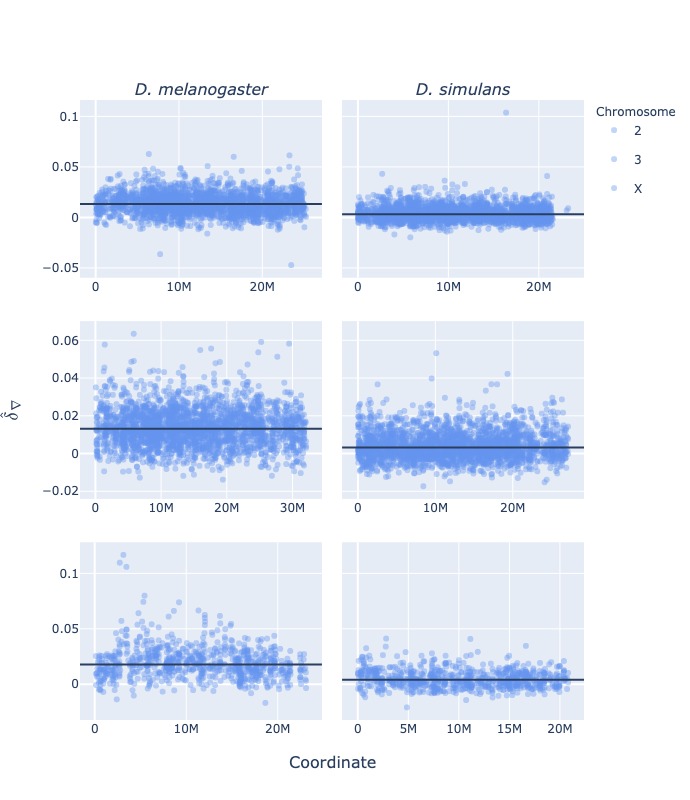 D. melanogaster
D. simulans
Chromosome
2
3
X
0.1
0.05
0
−0.05
0 10M 20M
0 10M 20M
0.06
0.04
0.02
0
−0.02
0 10M 20M 30M
0 10M 20M
0.1
0.05
0
0 10M 20M
0 5M 10M 15M 20M
Coordinate